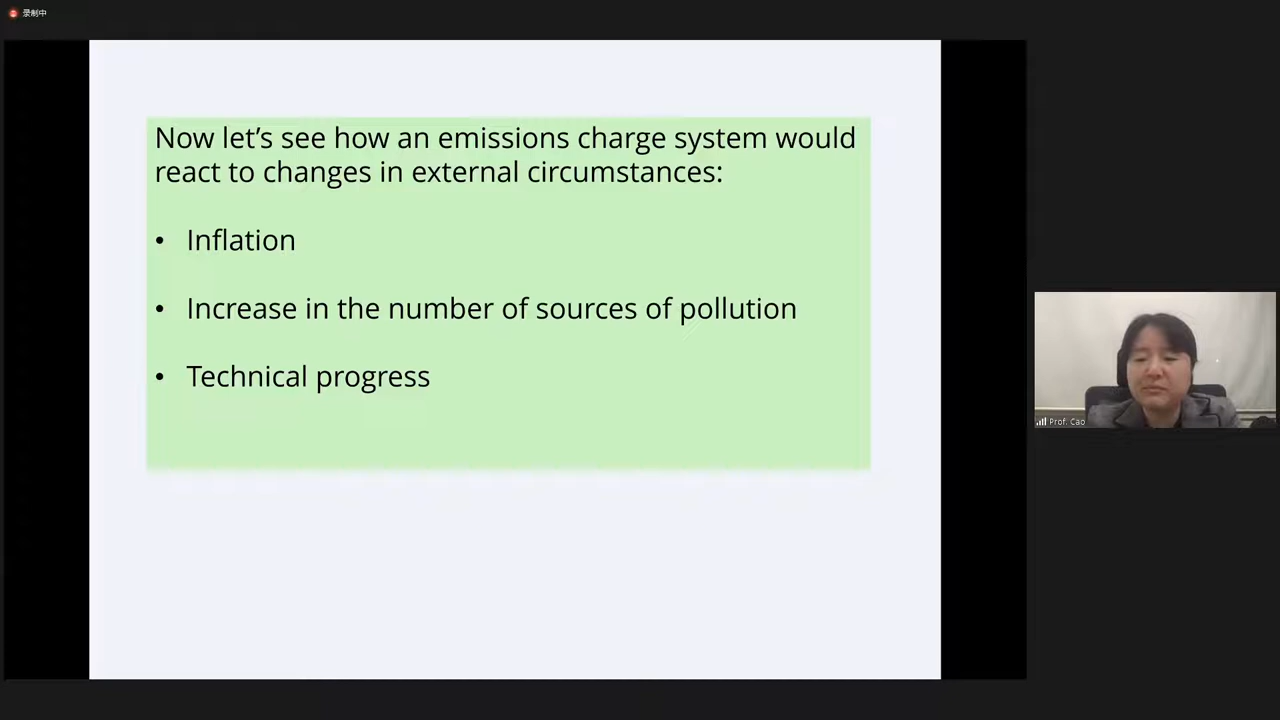 录制中
Now let's see how an emissions charge system would
react to changes in external circumstances:
• Inflation
• Increase in the number of sources of pollution
• Technical progress
Prof. Cao